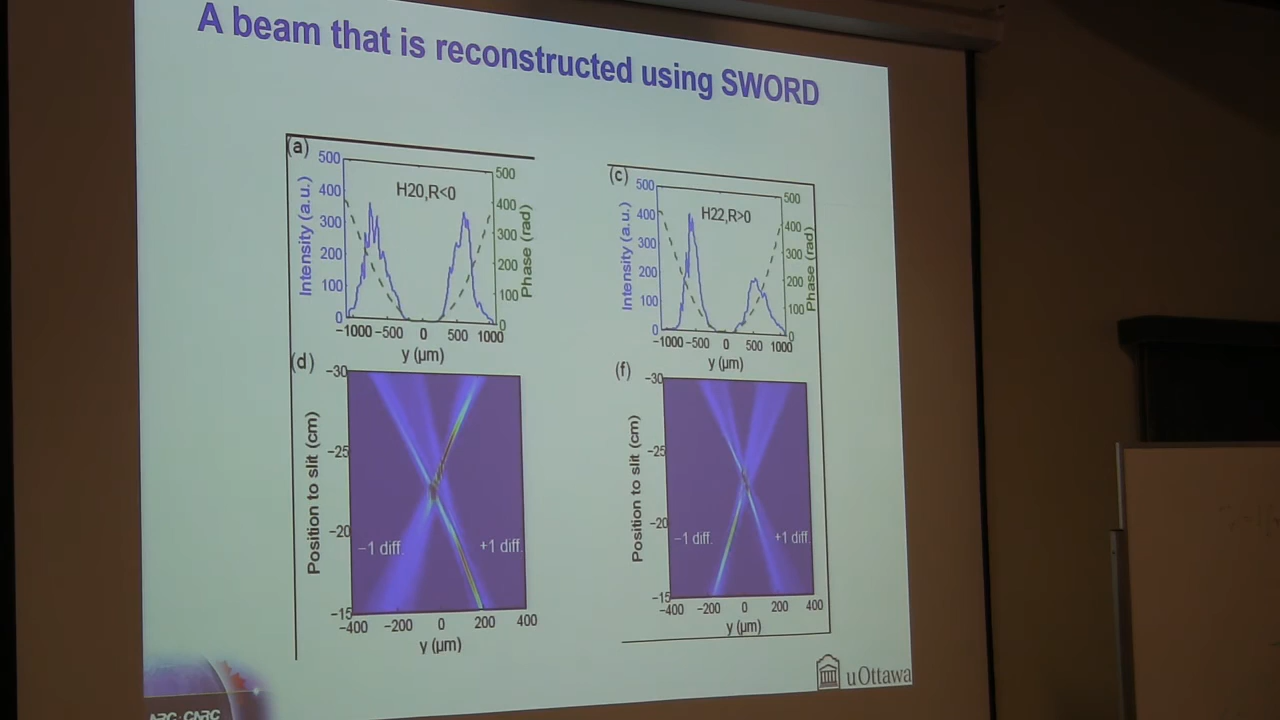 A beam that is reconstructed using SWORD
(a)
500
400
300
200
100
0
Intensity (a.u.)
H20,R<0
500
400
300
200
100
0
Phase (rad)
−1000 −500 0 500 1000
y (µm)
(c)
500
400
300
200
100
0
Intensity (a.u.)
H22,R>0
500
400
300
200
100
0
Phase (rad)
−1000 −500 0 500 1000
y (µm)
(d)
−30
−25
−20
−15
Position to slit (cm)
−1 diff.
+1 diff.
−400 −200 0 200 400
y (µm)
(f)
−30
−25
−20
−15
Position to slit (cm)
−1 diff.
+1 diff.
−400 −200 0 200 400
y (µm)
uOttawa